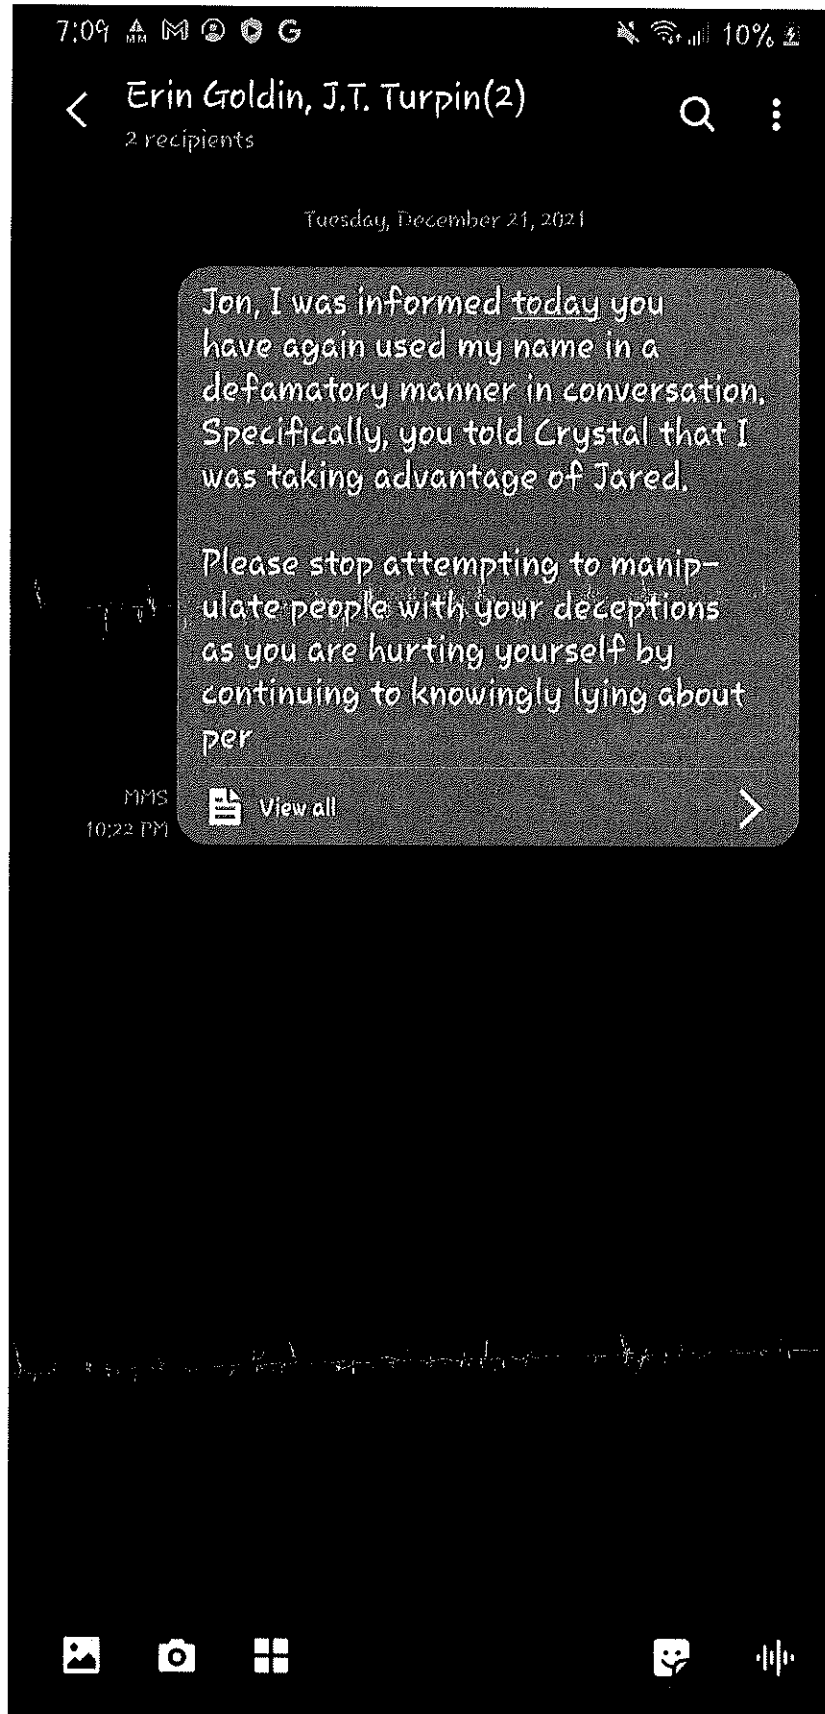 7:09 G 10%
Erin Goldin, J.T. Turpin(2)
2 recipients
Tuesday, December 21, 2021
Jon, I was informed today you
have again used my name in a
defamatory manner in conversation.
Specifically, you told Crystal that I
was taking advantage of Jared.
Please stop attempting to manip-
ulate people with your deceptions
as you are hurting yourself by
continuing to knowingly lying about
per
MMS
View all
10:22 PM